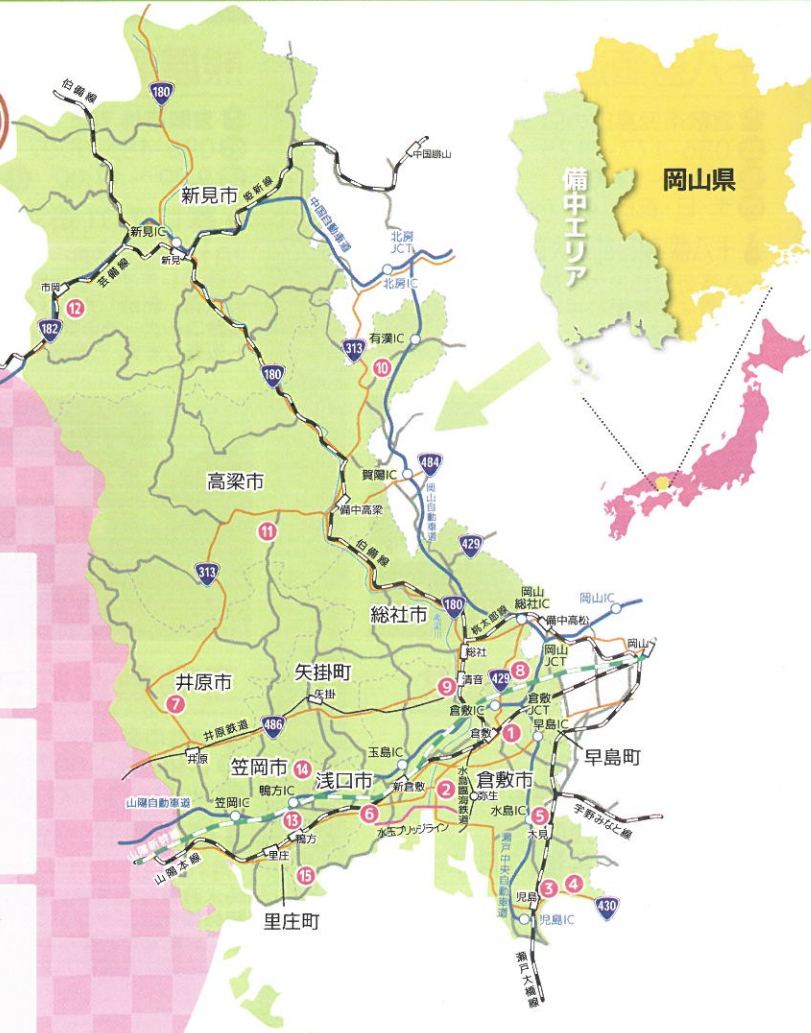 伯備線
180
中国勝山
新見市
姫新線
中国自動車道
新見IC
新見
北房JCT
北房IC
市岡
芸備線
12
182
有漢IC
313
10
180
高梁市
賀陽IC
484
備中高梁
岡山自動車道
11
伯備線
429
313
総社市
180
高梁川
桃太郎線
岡山総社IC
備中高松
岡山IC
岡山
総社
岡山JCT
矢掛町
清音
8
井原市
矢掛
9
429
7
倉敷IC
倉敷JCT
井原鉄道
486
倉敷
1
早島IC
井原
玉島IC
早島町
笠岡市
14
浅口市
新倉敷
水島臨海鉄道
倉敷市
鴨方IC
2
弥生
山陽自動車道
笠岡IC
13
6
水島IC
5
宇野みなと線
水玉ブリッジライン
木見
山陽新幹線
鴨方
里庄
山陽本線
15
瀬戸中央自動車道
3
4
児島
430
里庄町
児島IC
瀬戸大橋線
備中エリア
岡山県